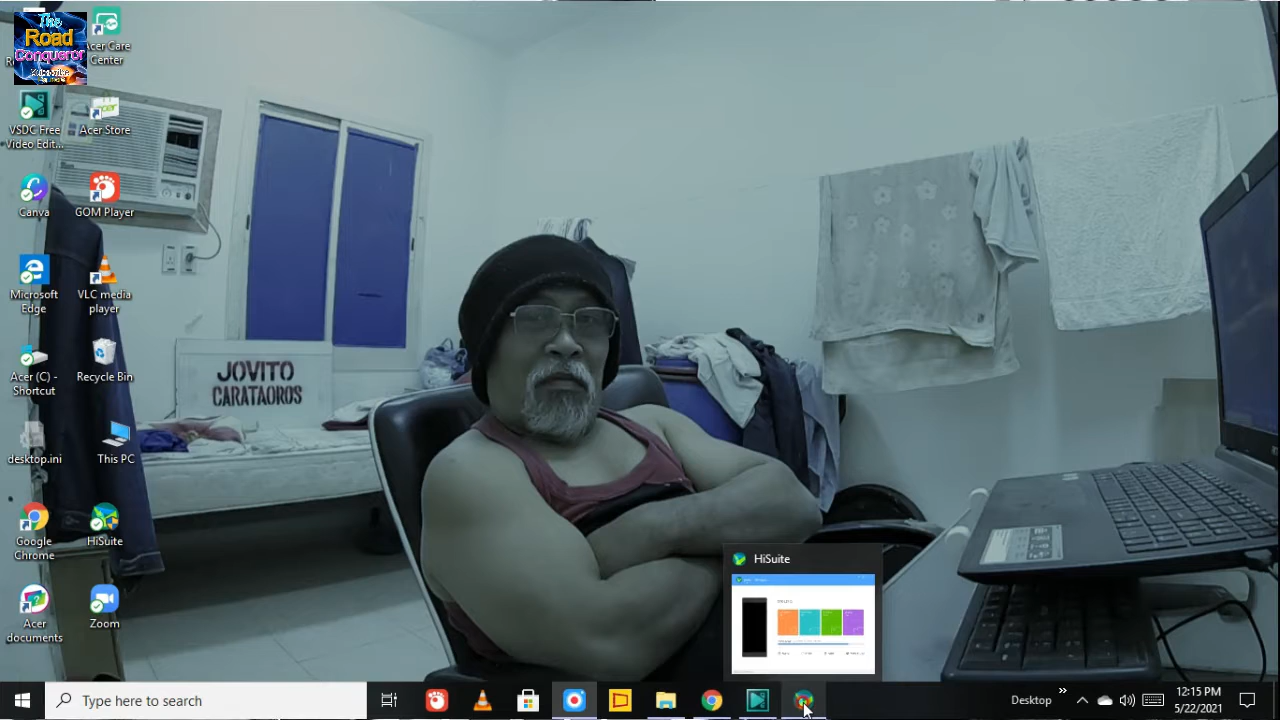 The
Road
Conqueror
Acer Care
Center
VSDC Free
Video Edit...
Acer Store
Canva
GOM Player
Microsoft
Edge
VLC media
player
Acer (C) -
Shortcut
Recycle Bin
desktop.ini
This PC
Google
Chrome
HiSuite
Acer
documents
Zoom
JOVITO
CARATAOROS
HiSuite
Type here to search
Desktop
12:15 PM
5/22/2021